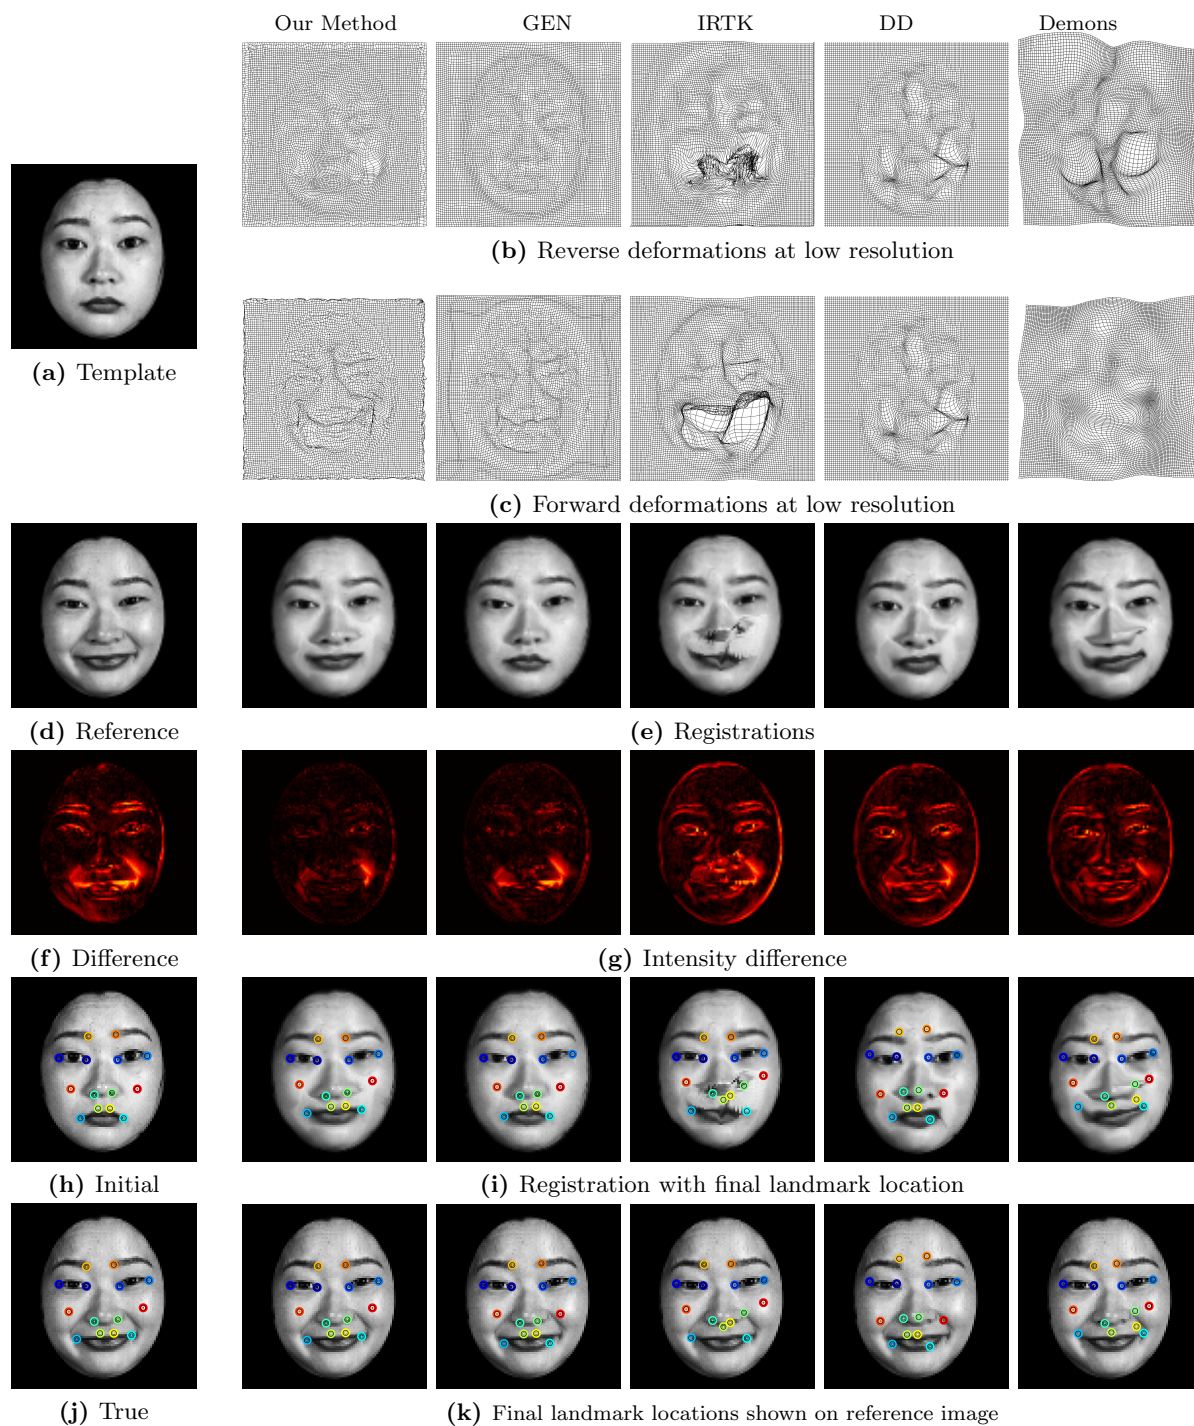 Our Method GEN IRTK DD Demons
(b) Reverse deformations at low resolution
(a) Template
(c) Forward deformations at low resolution
(d) Reference
(e) Registrations
(f) Difference
(g) Intensity difference
(h) Initial
(i) Registration with final landmark location
(j) True
(k) Final landmark locations shown on reference image